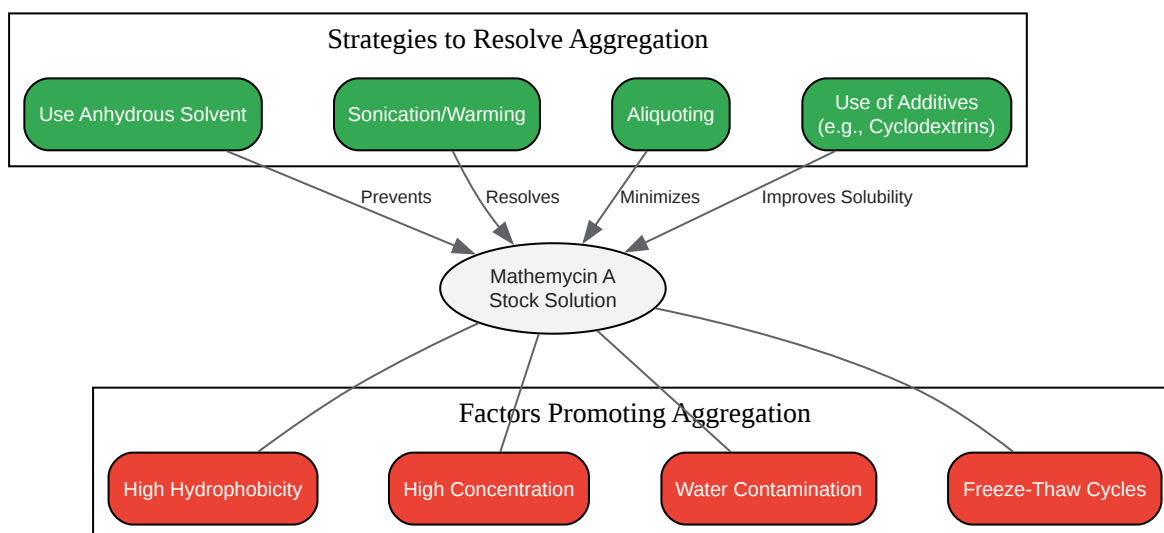 Strategies to Resolve Aggregation
Use Anhydrous Solvent
Sonication/Warming
Aliquoting
Use of Additives
(e.g., Cyclodextrins)
Prevents
Resolves
Minimizes
Improves Solubility
Mathemycin A
Stock Solution
Factors Promoting Aggregation
High Hydrophobicity
High Concentration
Water Contamination
Freeze-Thaw Cycles